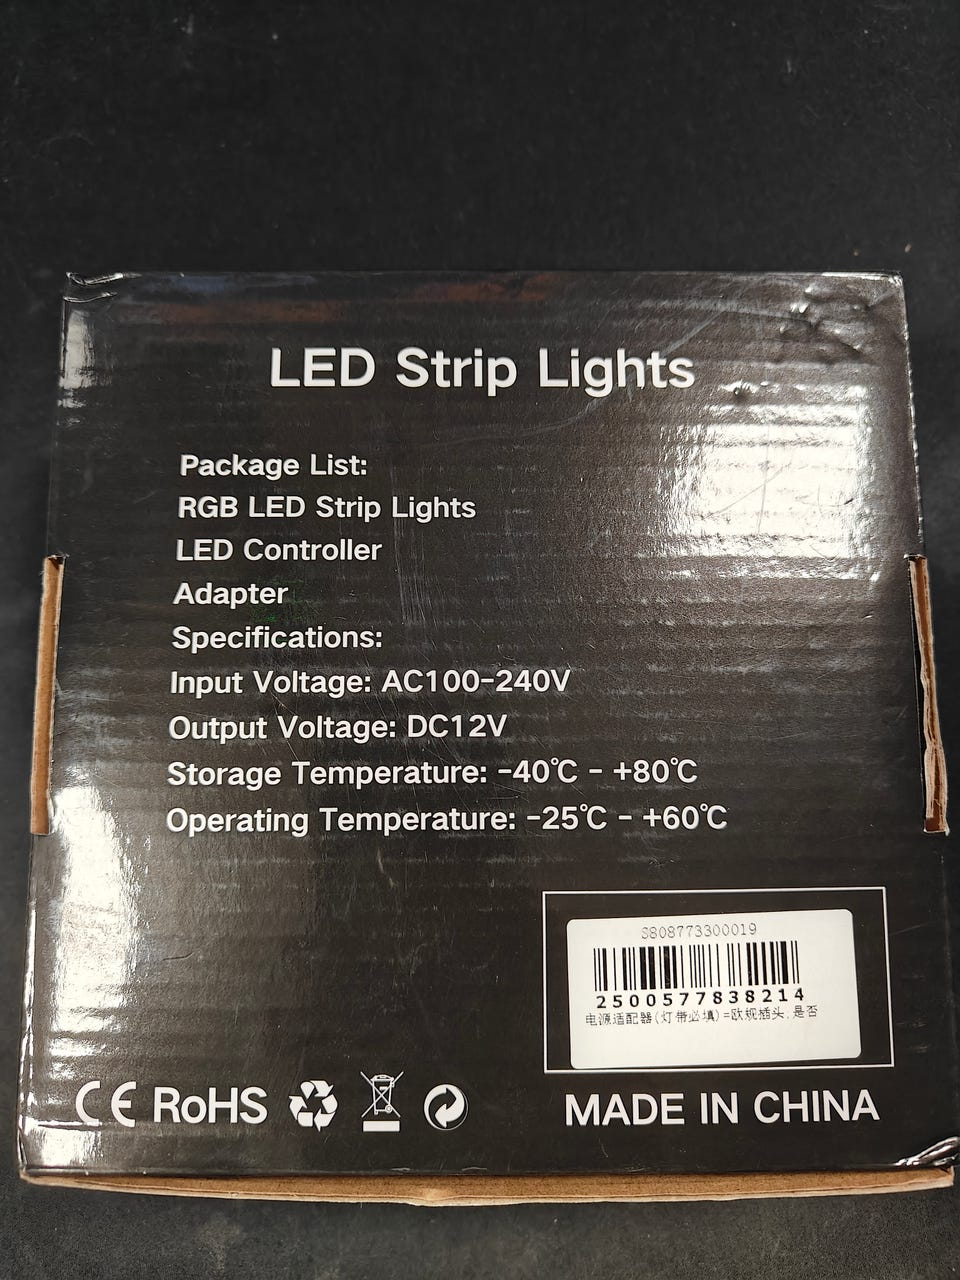 LED Strip Lights
Package List:
RGB LED Strip Lights
LED Controller
Adapter
Specifications:
Input Voltage: AC100-240V
Output Voltage: DC12V
Storage Temperature: -40℃ - +80℃
Operating Temperature: -25℃ - +60℃
S808773300019
2500577838214
电源适配器(灯带必填)=欧规插头;是否
CE RoHS
MADE IN CHINA